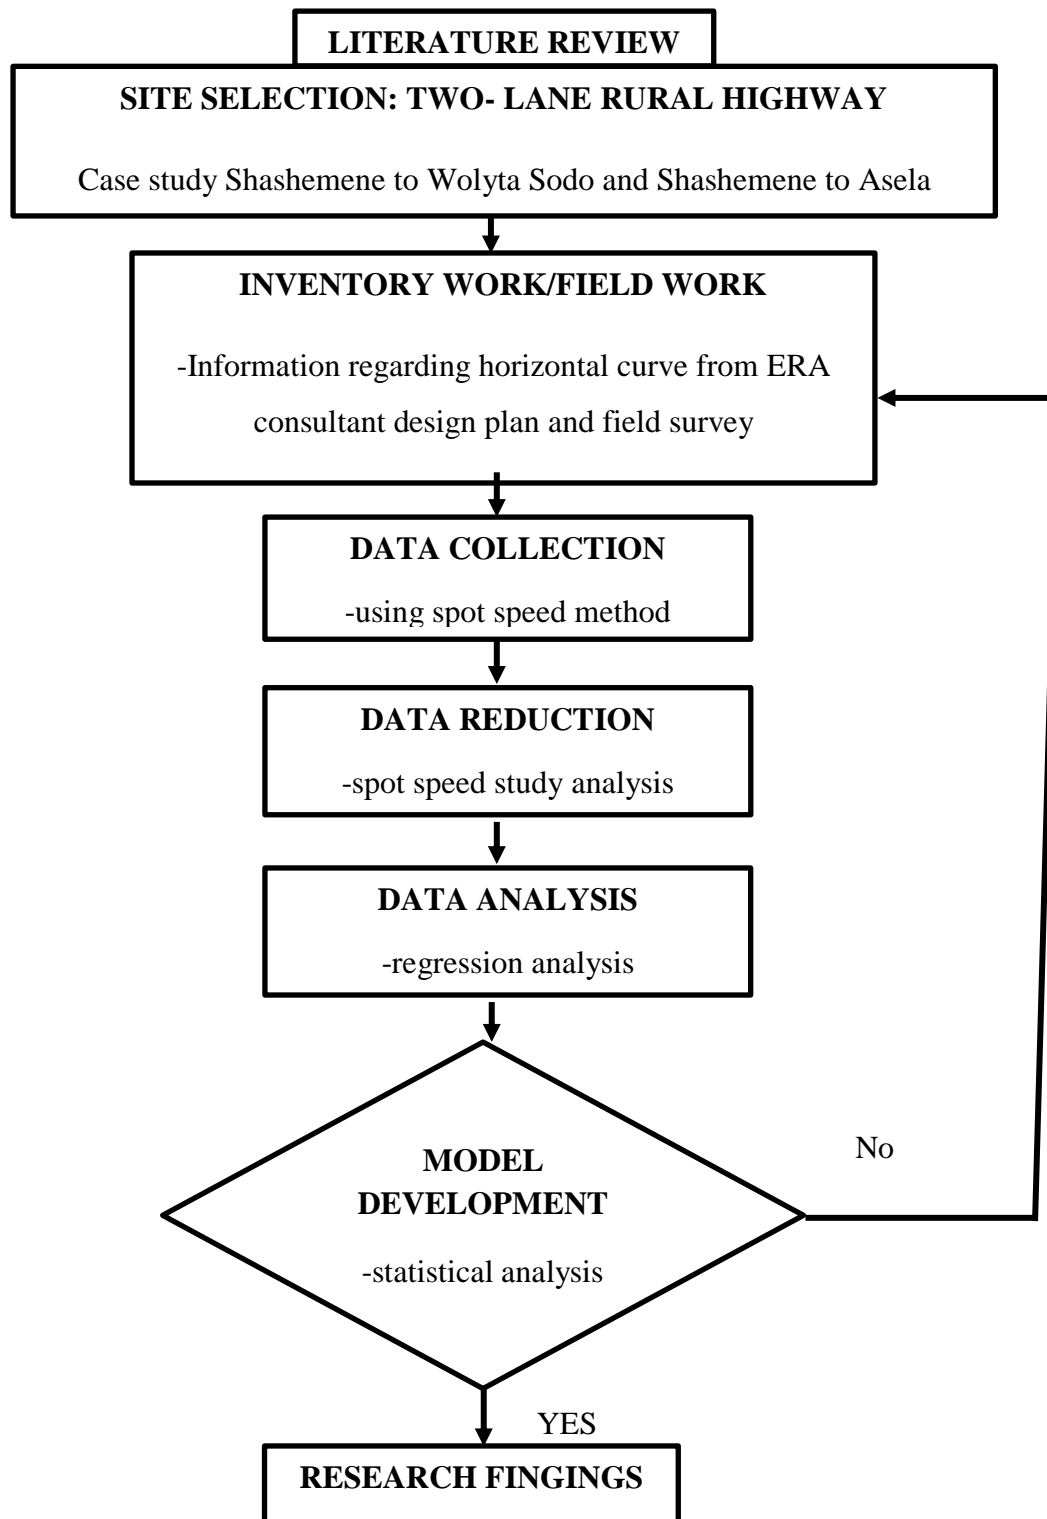 LITERATURE REVIEW
SITE SELECTION: TWO- LANE RURAL HIGHWAY
Case study Shashemene to Wolyta Sodo and Shashemene to Asela
INVENTORY WORK/FIELD WORK
-Information regarding horizontal curve from ERA
consultant design plan and field survey
DATA COLLECTION
-using spot speed method
DATA REDUCTION
-spot speed study analysis
DATA ANALYSIS
-regression analysis
No
MODEL
DEVELOPMENT
-statistical analysis
YES
RESEARCH FINGINGS